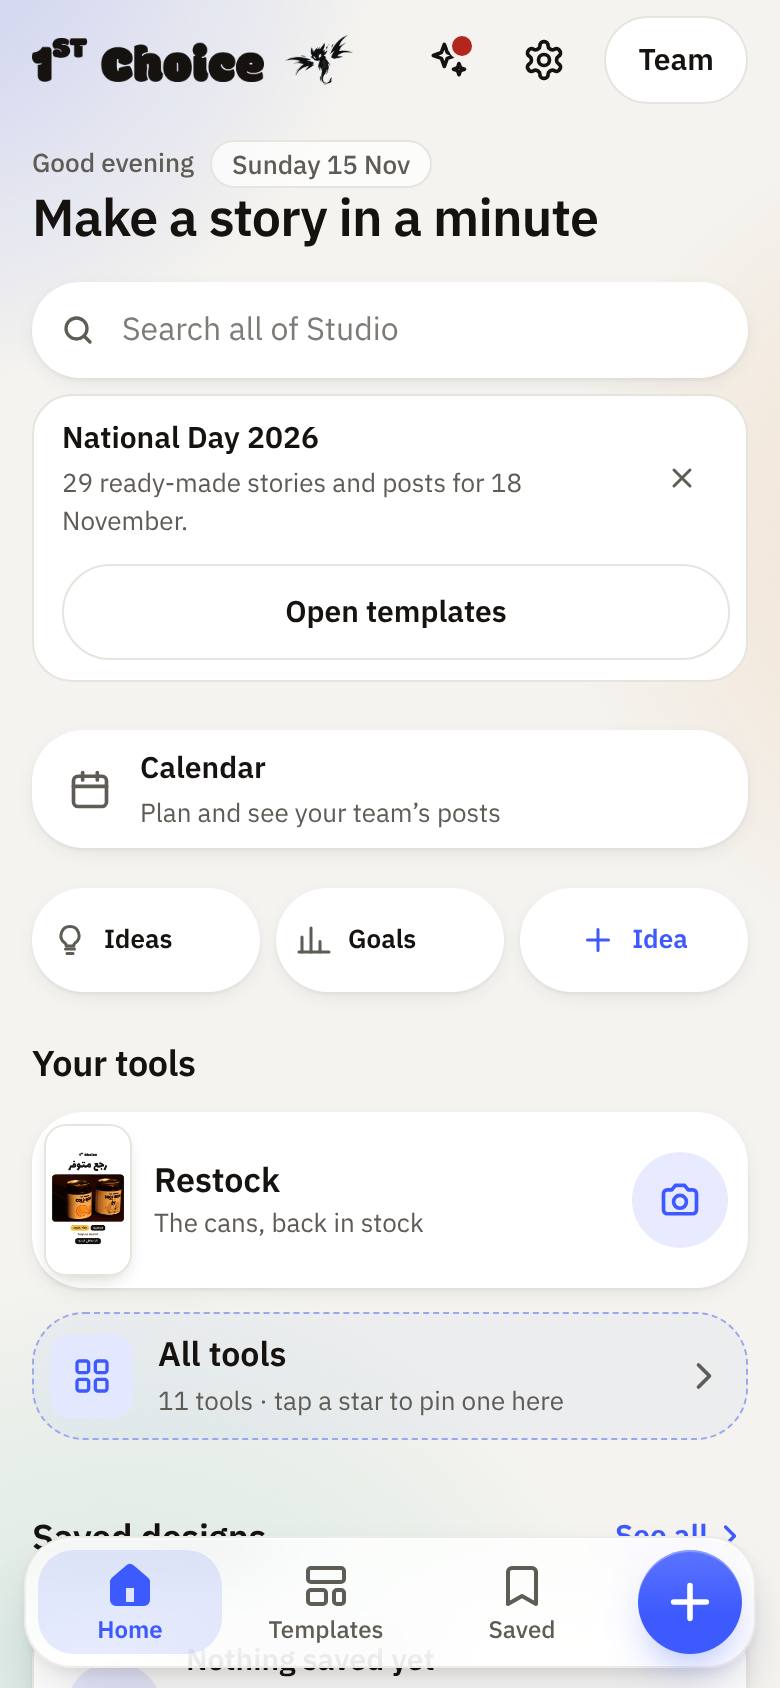 1ST Choice
Team
Good evening
Sunday 15 Nov
Make a story in a minute
Search all of Studio
National Day 2026
29 ready-made stories and posts for 18
November.
Open templates
Calendar
Plan and see your team’s posts
Ideas
Goals
Idea
Your tools
رجع متوفر
Restock
The cans, back in stock
All tools
11 tools · tap a star to pin one here
Saved designs
See all
Home
Templates
Saved
Nothing saved yet